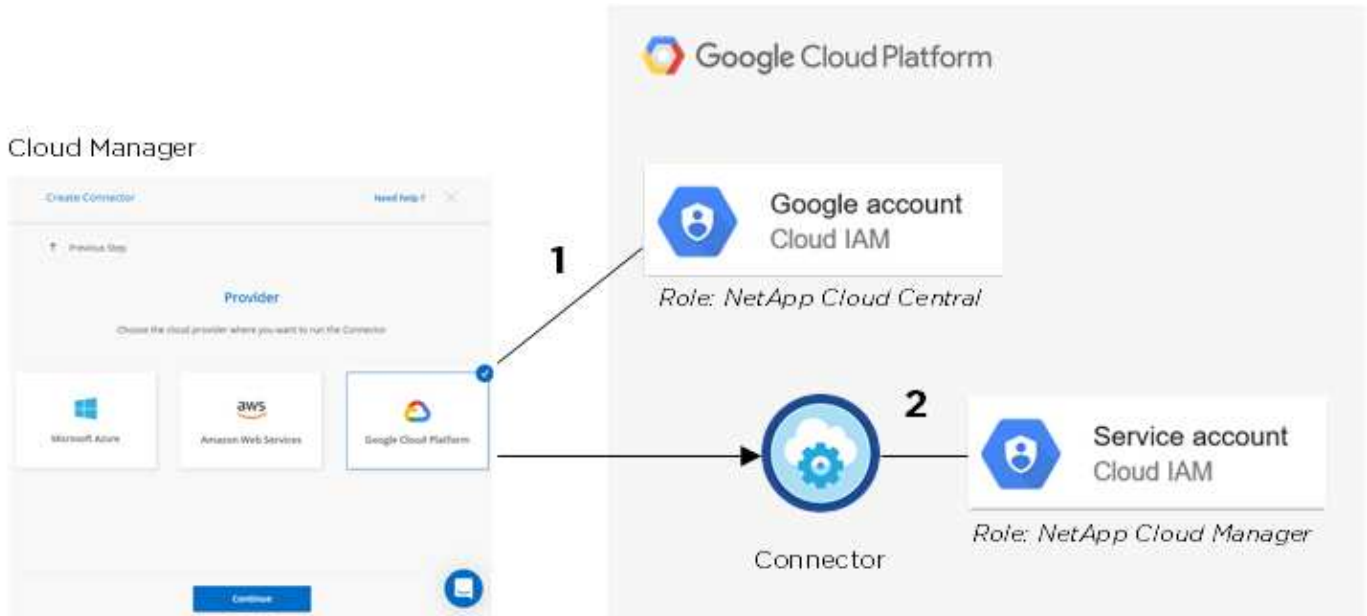 Google Cloud Platform
Cloud Manager
Create Connector
Need help ?
Previous Step
Provider
Choose the cloud provider where you want to run the Connector
Microsoft Azure
aws
Amazon Web Services
Google Cloud Platform
Continue
1
Google account
Cloud IAM
Role: NetApp Cloud Central
2
Connector
Service account
Cloud IAM
Role: NetApp Cloud Manager